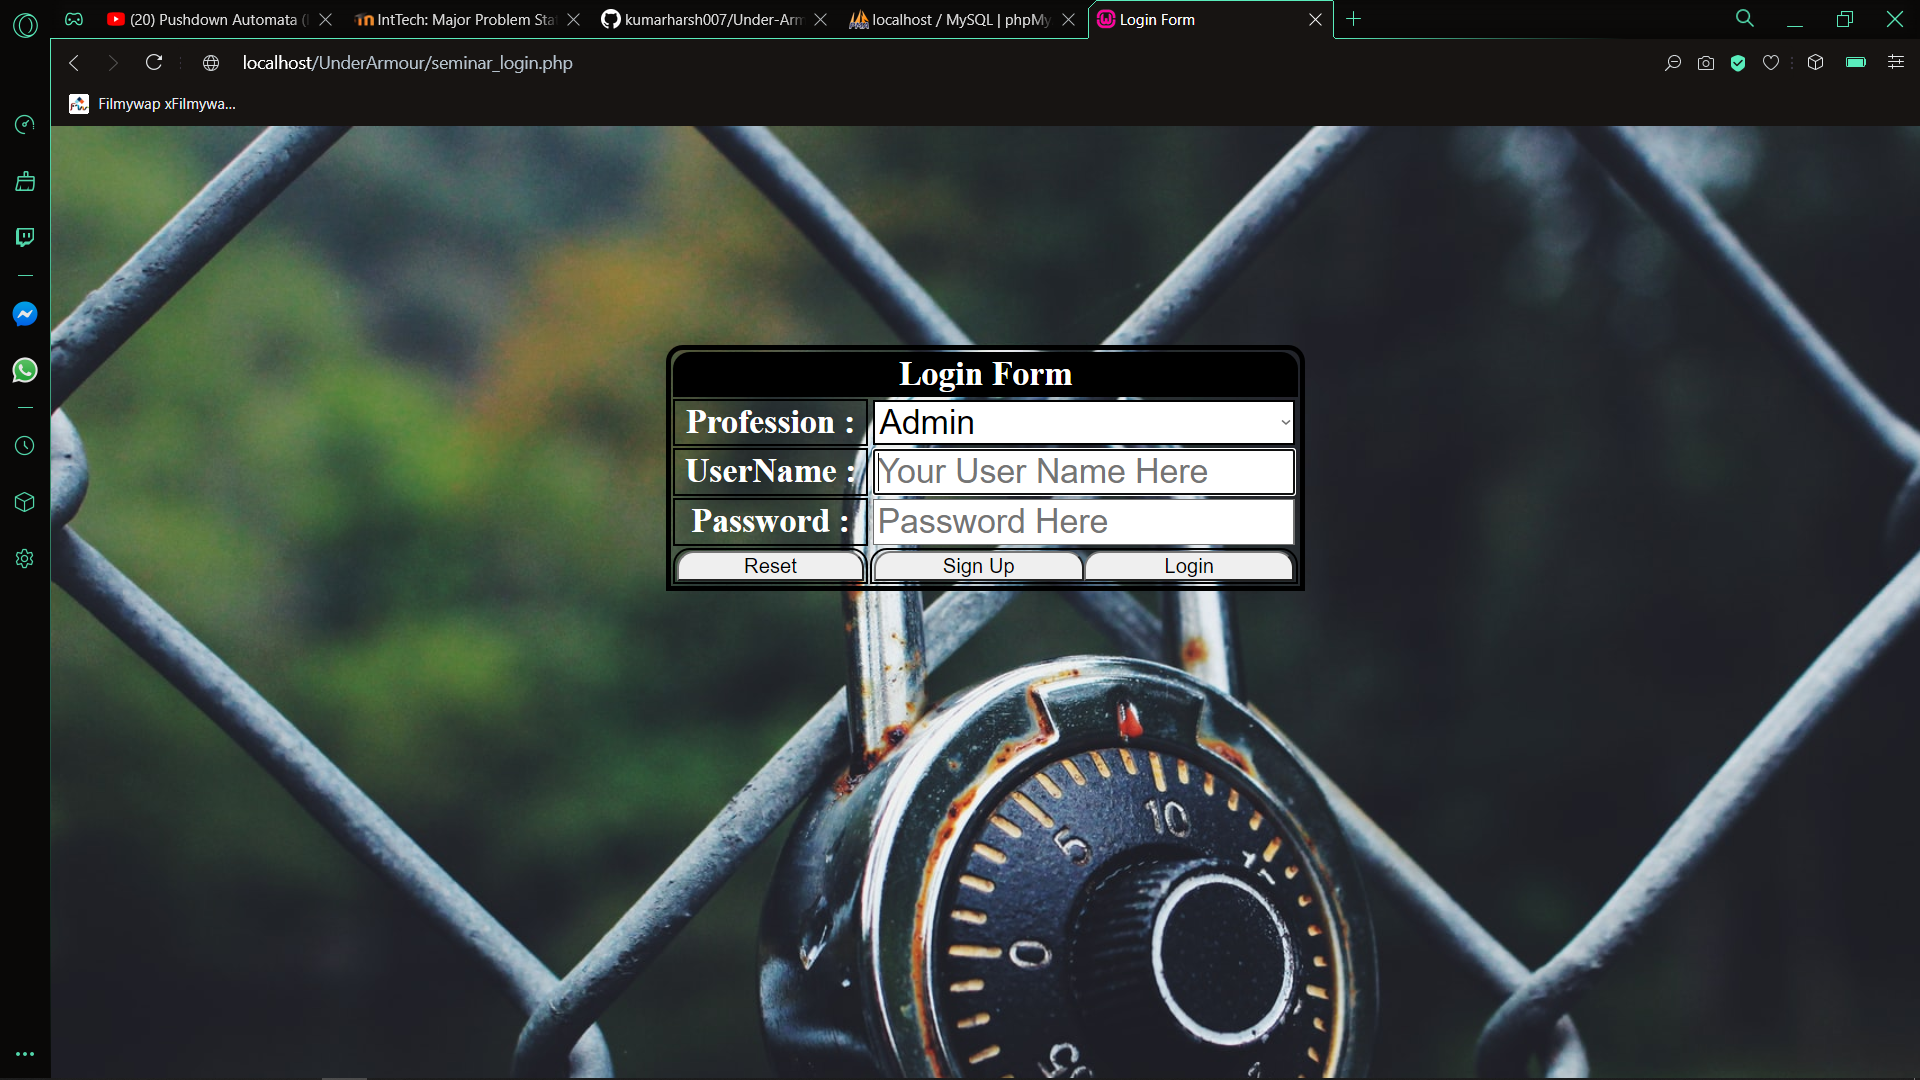 (20) Pushdown Automata (
IntTech: Major Problem Sta
kumarharsh007/Under-Arm
localhost / MySQL | phpMy
Login Form
localhost/UnderArmour/seminar_login.php
Filmywap xFilmywa...
Login Form
Profession :
Admin
UserName :
Your User Name Here
Password :
Password Here
Reset
Sign Up
Login
10
5
0